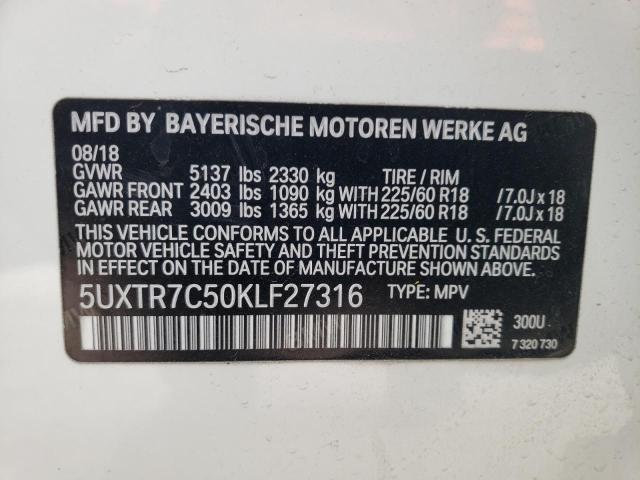 MFD BY BAYERISCHE MOTOREN WERKE AG
08/18
GVWR 5137 lbs 2330 kg TIRE / RIM
GAWR FRONT 2403 lbs 1090 kg WITH 225/60 R18 / 7.0J x 18
GAWR REAR 3009 lbs 1365 kg WITH 225/60 R18 / 7.0J x 18
THIS VEHICLE CONFORMS TO ALL APPLICABLE U. S. FEDERAL
MOTOR VEHICLE SAFETY AND THEFT PREVENTION STANDARDS
IN EFFECT ON THE DATE OF MANUFACTURE SHOWN ABOVE.
5UXTR7C50KLF27316 TYPE: MPV
300U
7 320 730